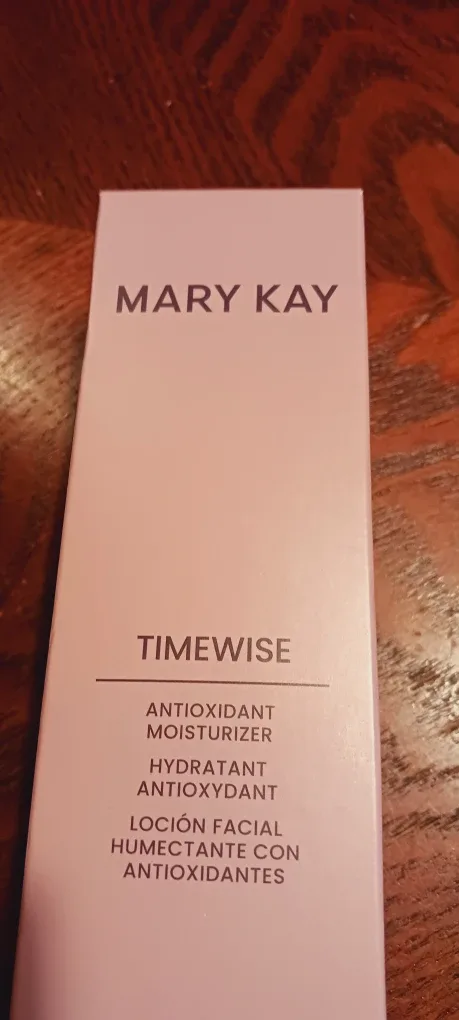 MARY KAY
TIMEWISE
ANTIOXIDANT
MOISTURIZER
HYDRATANT
ANTIOXYDANT
LOCIÓN FACIAL
HUMECTANTE CON
ANTIOXIDANTES